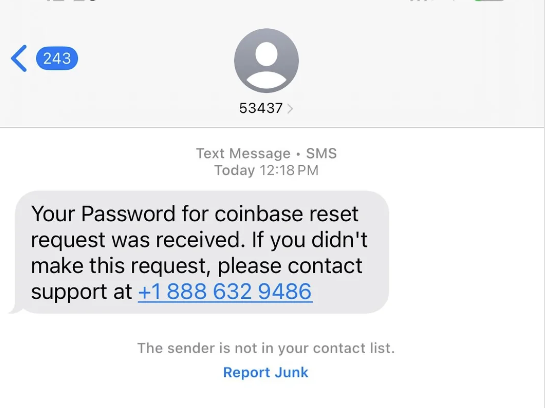 243
53437
Text Message • SMS
Today 12:18 PM
Your Password for coinbase reset
request was received. If you didn't
make this request, please contact
support at +1 888 632 9486
The sender is not in your contact list.
Report Junk